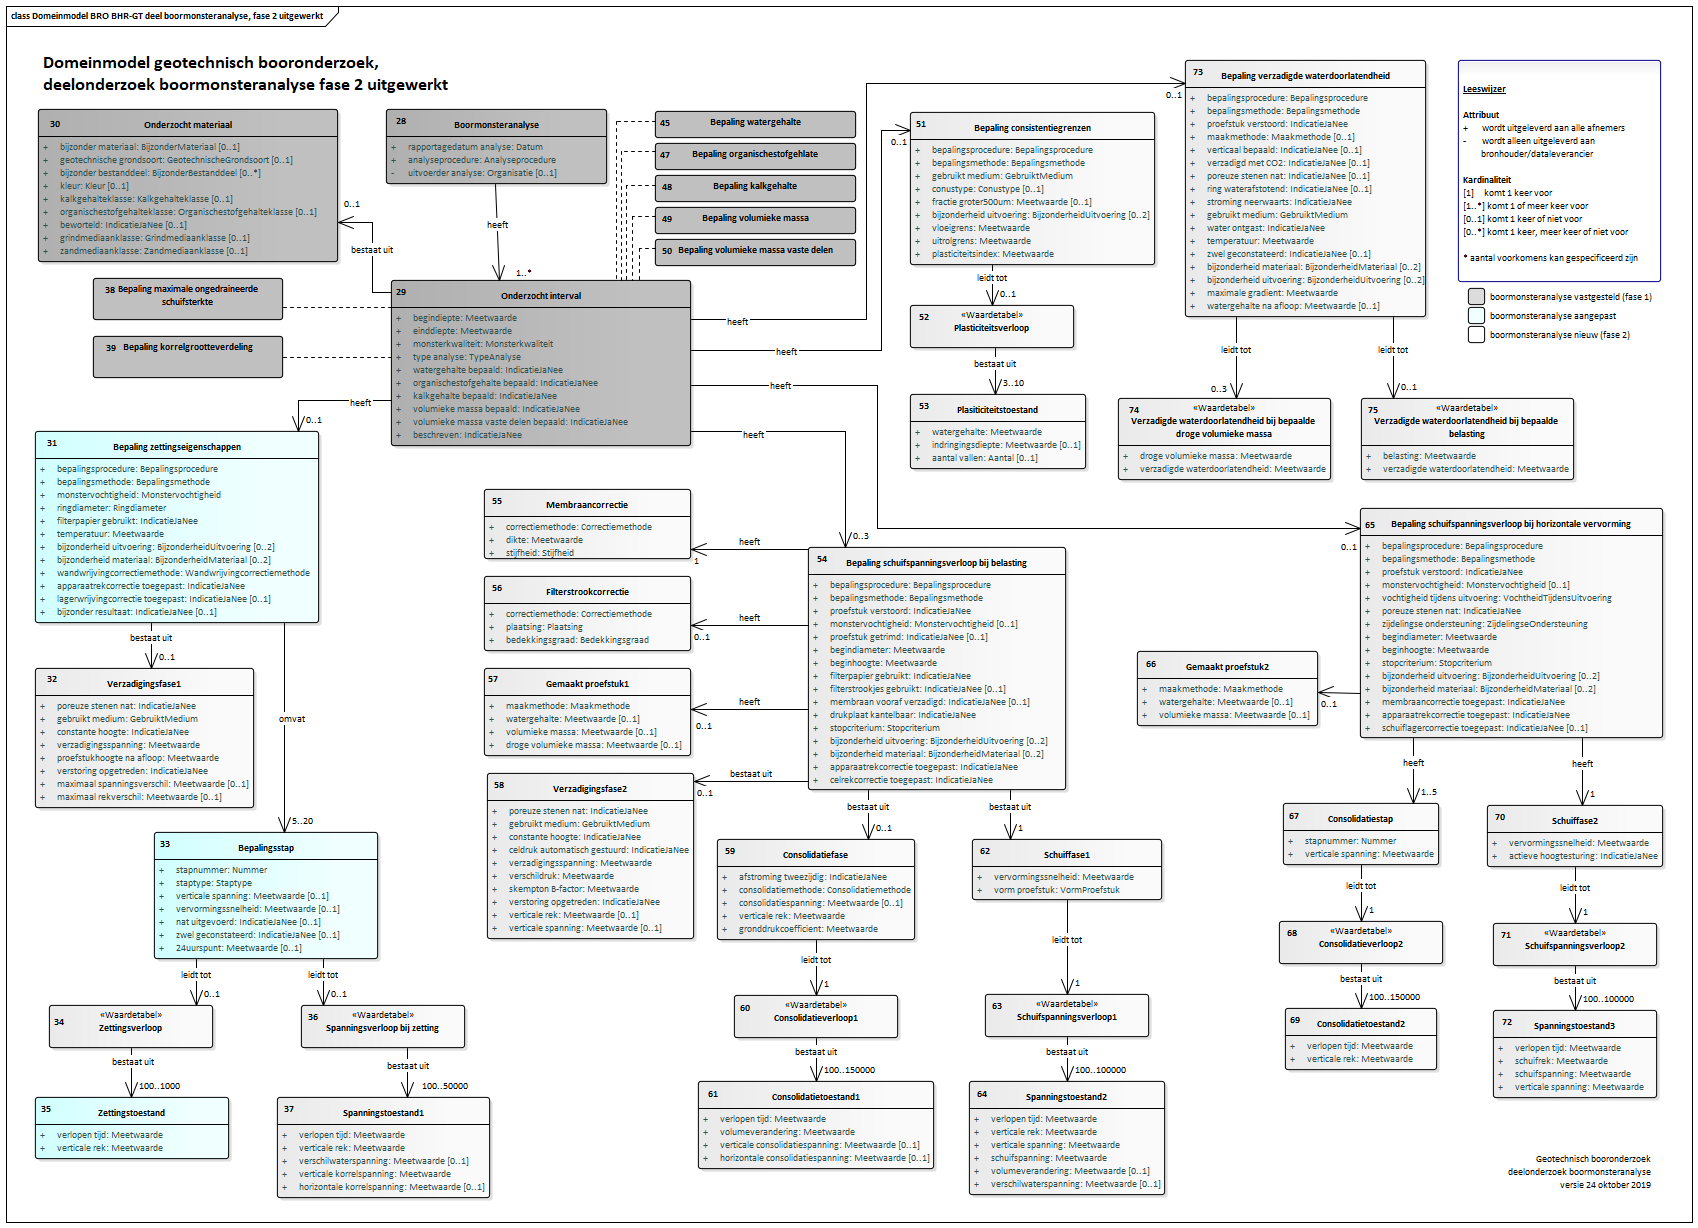 class Domeinmodel BRO BHR-GT deel boormonsteranalyse, fase 2 uitgewerkt
Domeinmodel geotechnisch booronderzoek,
deelonderzoek boormonsteranalyse fase 2 uitgewerkt
30
Onderzocht materiaal
+ bijzonder materiaal: BijzonderMateriaal [0..1]
+ geotechnische grondsoort: GeotechnischeGrondsoort [0..1]
+ bijzonder bestanddeel: BijzonderBestanddeel [0..*]
+ kleur: Kleur [0..1]
+ kalkgehalteklasse: Kalkgehalteklasse [0..1]
+ organischestofgehalteklasse: Organischestofgehalteklasse [0..1]
+ beworteld: IndicatieJaNee [0..1]
+ grindmediaanklasse: Grindmediaanklasse [0..1]
+ zandmediaanklasse: Zandmediaanklasse [0..1]
28
Boormonsteranalyse
+ rapportagedatum analyse: Datum
+ analyseprocedure: Analyseprocedure
- uitvoerder analyse: Organisatie [0..1]
heeft
1..*
0..1
bestaat uit
45 Bepaling watergehalte
47 Bepaling organischestofgehlate
48 Bepaling kalkgehalte
49 Bepaling volumieke massa
50 Bepaling volumieke massa vaste delen
38 Bepaling maximale ongedraineerde
schuifsterkte
39 Bepaling korrelgrootteverdeling
29
Onderzocht interval
+ begindiepte: Meetwaarde
+ einddiepte: Meetwaarde
+ monsterkwaliteit: Monsterkwaliteit
+ type analyse: TypeAnalyse
+ watergehalte bepaald: IndicatieJaNee
+ organischestofgehalte bepaald: IndicatieJaNee
+ kalkgehalte bepaald: IndicatieJaNee
+ volumieke massa bepaald: IndicatieJaNee
+ volumieke massa vaste delen bepaald: IndicatieJaNee
+ beschreven: IndicatieJaNee
heeft
heeft
heeft
heeft
heeft
0..1
0..1
0..1
0..1
0..3
51
Bepaling consistentiegrenzen
+ bepalingsprocedure: Bepalingsprocedure
+ bepalingsmethode: Bepalingsmethode
+ gebruikt medium: GebruiktMedium
+ conustype: Conustype [0..1]
+ fractie groter500um: Meetwaarde [0..1]
+ bijzonderheid uitvoering: BijzonderheidUitvoering [0..2]
+ vloeigrens: Meetwaarde
+ uitrolgrens: Meetwaarde
+ plasticiteitsindex: Meetwaarde
leidt tot
0..1
52
«Waardetabel»
Plasticiteitsverloop
bestaat uit
3..10
53
Plasiticiteitstoestand
+ watergehalte: Meetwaarde
+ indringingsdiepte: Meetwaarde [0..1]
+ aantal vallen: Aantal [0..1]
73
Bepaling verzadigde waterdoorlatendheid
+ bepalingsprocedure: Bepalingsprocedure
+ bepalingsmethode: Bepalingsmethode
+ proefstuk verstoord: IndicatieJaNee
+ maakmethode: Maakmethode [0..1]
+ verticaal bepaald: IndicatieJaNee [0..1]
+ verzadigd met CO2: IndicatieJaNee [0..1]
+ poreuze stenen nat: IndicatieJaNee [0..1]
+ ring waterafstotend: IndicatieJaNee [0..1]
+ stroming neerwaarts: IndicatieJaNee [0..1]
+ gebruikt medium: GebruiktMedium
+ water ontgast: IndicatieJaNee [0..1]
+ temperatuur: Meetwaarde
+ zwel geconstateerd: IndicatieJaNee [0..1]
+ bijzonderheid materiaal: BijzonderheidMateriaal [0..2]
+ bijzonderheid uitvoering: BijzonderheidUitvoering [0..2]
+ maximale gradient: Meetwaarde
+ watergehalte na afloop: Meetwaarde [0..1]
leidt tot
leidt tot
0..3
0..1
74
«Waardetabel»
Verzadigde waterdoorlatendheid bij bepaalde
droge volumieke massa
+ droge volumieke massa: Meetwaarde
+ verzadigde waterdoorlatendheid: Meetwaarde
75
«Waardetabel»
Verzadigde waterdoorlatendheid bij bepaalde
belasting
+ belasting: Meetwaarde
+ verzadigde waterdoorlatendheid: Meetwaarde
Leeswijzer
Attribuut
+ wordt uitgeleverd aan alle afnemers
- wordt alleen uitgeleverd aan
bronhouder/dataleverancier
Kardinaliteit
[1] komt 1 keer voor
[1..*] komt 1 of meer keer voor
[0..1] komt 1 keer of niet voor
[0..*] komt 1 keer, meer keer of niet voor
* aantal voorkomens kan gespecificeerd zijn
boormonsteranalyse vastgesteld (fase 1)
boormonsteranalyse aangepast
boormonsteranalyse nieuw (fase 2)
31
Bepaling zettingseigenschappen
+ bepalingsprocedure: Bepalingsprocedure
+ bepalingsmethode: Bepalingsmethode
+ monstervochtigheid: Monstervochtigheid
+ ringdiameter: Ringdiameter
+ filterpapier gebruikt: IndicatieJaNee
+ temperatuur: Meetwaarde
+ bijzonderheid uitvoering: BijzonderheidUitvoering [0..2]
+ bijzonderheid materiaal: BijzonderheidMateriaal [0..2]
+ wandwrijvingcorrectiemethode: Wandwrijvingcorrectiemethode
+ apparaatrekcorrectie toegepast: IndicatieJaNee
+ lagerwrijvingcorrectie toegepast: IndicatieJaNee [0..1]
+ bijzonder resultaat: IndicatieJaNee [0..1]
bestaat uit
0..1
omvat
5..20
32
Verzadigingsfase1
+ poreuze stenen nat: IndicatieJaNee
+ gebruikt medium: GebruiktMedium
+ constante hoogte: IndicatieJaNee
+ verzadigingsspanning: Meetwaarde
+ proefstukhoogte na afloop: Meetwaarde
+ verstoring opgetreden: IndicatieJaNee
+ maximaal spanningsverschil: Meetwaarde [0..1]
+ maximaal rekverschil: Meetwaarde [0..1]
33
Bepalingsstap
+ stapnummer: Nummer
+ staptype: Staptype
+ verticale spanning: Meetwaarde [0..1]
+ vervormingssnelheid: Meetwaarde [0..1]
+ nat uitgevoerd: IndicatieJaNee [0..1]
+ zwel geconstateerd: IndicatieJaNee [0..1]
+ 24uurspunt: Meetwaarde [0..1]
leidt tot
leidt tot
0..1
0..1
34
«Waardetabel»
Zettingsverloop
bestaat uit
100..1000
35
Zettingstoestand
+ verlopen tijd: Meetwaarde
+ verticale rek: Meetwaarde
36
«Waardetabel»
Spanningsverloop bij zetting
bestaat uit
100..50000
37
Spanningstoestand1
+ verlopen tijd: Meetwaarde
+ verticale rek: Meetwaarde
+ verschilwaterspanning: Meetwaarde [0..1]
+ verticale korrelspanning: Meetwaarde
+ horizontale korrelspanning: Meetwaarde [0..1]
55
Membraancorrectie
+ correctiemethode: Correctiemethode
+ dikte: Meetwaarde
+ stijfheid: Stijfheid
heeft
1
56
Filterstrookcorrectie
+ correctiemethode: Correctiemethode
+ plaatsing: Plaatsing
+ bedekkingsgraad: Bedekkingsgraad
heeft
0..1
57
Gemaakt proefstuk1
+ maakmethode: Maakmethode
+ watergehalte: Meetwaarde [0..1]
+ volumieke massa: Meetwaarde [0..1]
+ droge volumieke massa: Meetwaarde [0..1]
heeft
0..1
58
Verzadigingsfase2
+ poreuze stenen nat: IndicatieJaNee
+ gebruikt medium: GebruiktMedium
+ constante hoogte: IndicatieJaNee
+ celdruk automatisch gestuurd: IndicatieJaNee
+ verzadigingsspanning: Meetwaarde
+ verschildruk: Meetwaarde
+ skempton B-factor: Meetwaarde
+ verstoring opgetreden: IndicatieJaNee
+ verticale rek: Meetwaarde [0..1]
+ verticale spanning: Meetwaarde [0..1]
bestaat uit
0..1
54
Bepaling schuifspanningsverloop bij belasting
+ bepalingsprocedure: Bepalingsprocedure
+ bepalingsmethode: Bepalingsmethode
+ proefstuk verstoord: IndicatieJaNee
+ monstervochtigheid: Monstervochtigheid [0..1]
+ proefstuk getrimd: IndicatieJaNee [0..1]
+ begindiameter: Meetwaarde
+ beginhoogte: Meetwaarde
+ filterpapier gebruikt: IndicatieJaNee
+ filterstrookjes gebruikt: IndicatieJaNee [0..1]
+ membraan vooraf verzadigd: IndicatieJaNee [0..1]
+ drukplaat kantelbaar: IndicatieJaNee
+ stopcriterium: Stopcriterium
+ bijzonderheid uitvoering: BijzonderheidUitvoering [0..2]
+ bijzonderheid materiaal: BijzonderheidMateriaal [0..2]
+ apparaatrekcorrectie toegepast: IndicatieJaNee
+ celrekcorrectie toegepast: IndicatieJaNee
bestaat uit
bestaat uit
0..1
1
59
Consolidatiefase
+ afstroming tweezijdig: IndicatieJaNee
+ consolidatiemethode: Consolidatiemethode
+ consolidatiespanning: Meetwaarde [0..1]
+ verticale rek: Meetwaarde
+ gronddrukcoefficient: Meetwaarde
leidt tot
1
60
«Waardetabel»
Consolidatieverloop1
bestaat uit
100..150000
61
Consolidatietoestand1
+ verlopen tijd: Meetwaarde
+ volumeverandering: Meetwaarde
+ verticale consolidatiespanning: Meetwaarde [0..1]
+ horizontale consolidatiespanning: Meetwaarde [0..1]
62
Schuiffase1
+ vervormingssnelheid: Meetwaarde
+ vorm proefstuk: VormProefstuk
leidt tot
1
63
«Waardetabel»
Schuifspanningsverloop1
bestaat uit
100..100000
64
Spanningstoestand2
+ verlopen tijd: Meetwaarde
+ verticale rek: Meetwaarde
+ verticale spanning: Meetwaarde
+ schuifspanning: Meetwaarde
+ volumeverandering: Meetwaarde [0..1]
+ verschilwaterspanning: Meetwaarde [0..1]
65
Bepaling schuifspanningsverloop bij horizontale vervorming
+ bepalingsprocedure: Bepalingsprocedure
+ bepalingsmethode: Bepalingsmethode
+ proefstuk verstoord: IndicatieJaNee
+ monstervochtigheid: Monstervochtigheid [0..1]
+ vochtigheid tijdens uitvoering: VochtheidTijdensUitvoering
+ poreuze stenen nat: IndicatieJaNee
+ zijdelingse ondersteuning: ZijdelingseOndersteuning
+ begindiameter: Meetwaarde
+ beginhoogte: Meetwaarde
+ stopcriterium: Stopcriterium
+ bijzonderheid uitvoering: BijzonderheidUitvoering [0..2]
+ bijzonderheid materiaal: BijzonderheidMateriaal [0..2]
+ membraancorrectie toegepast: IndicatieJaNee
+ apparaatrekcorrectie toegepast: IndicatieJaNee
+ schuiflagercorrectie toegepast: IndicatieJaNee [0..1]
66
Gemaakt proefstuk2
+ maakmethode: Maakmethode
+ watergehalte: Meetwaarde [0..1]
+ volumieke massa: Meetwaarde [0..1]
0..1
heeft
heeft
1..5
1
67
Consolidatiestap
+ stapnummer: Nummer
+ verticale spanning: Meetwaarde
leidt tot
1
68
«Waardetabel»
Consolidatieverloop2
bestaat uit
100..150000
69
Consolidatietoestand2
+ verlopen tijd: Meetwaarde
+ verticale rek: Meetwaarde
70
Schuiffase2
+ vervormingssnelheid: Meetwaarde
+ actieve hoogtesturing: IndicatieJaNee
leidt tot
1
71
«Waardetabel»
Schuifspanningsverloop2
bestaat uit
100..100000
72
Spanningstoestand3
+ verlopen tijd: Meetwaarde
+ schuifrek: Meetwaarde
+ schuifspanning: Meetwaarde
+ verticale spanning: Meetwaarde
Geotechnisch booronderzoek
deelonderzoek boormonsteranalyse
versie 24 oktober 2019